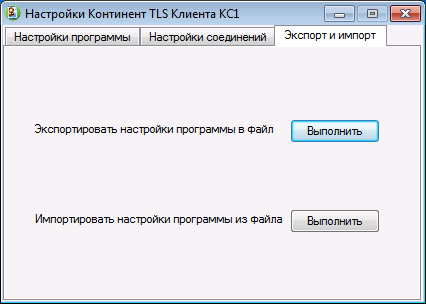 Настройки Континент TLS Клиента КС1
Настройки программы Настройки соединений Экспорт и импорт
Экспортировать настройки программы в файл Выполнить
Импортировать настройки программы из файла Выполнить